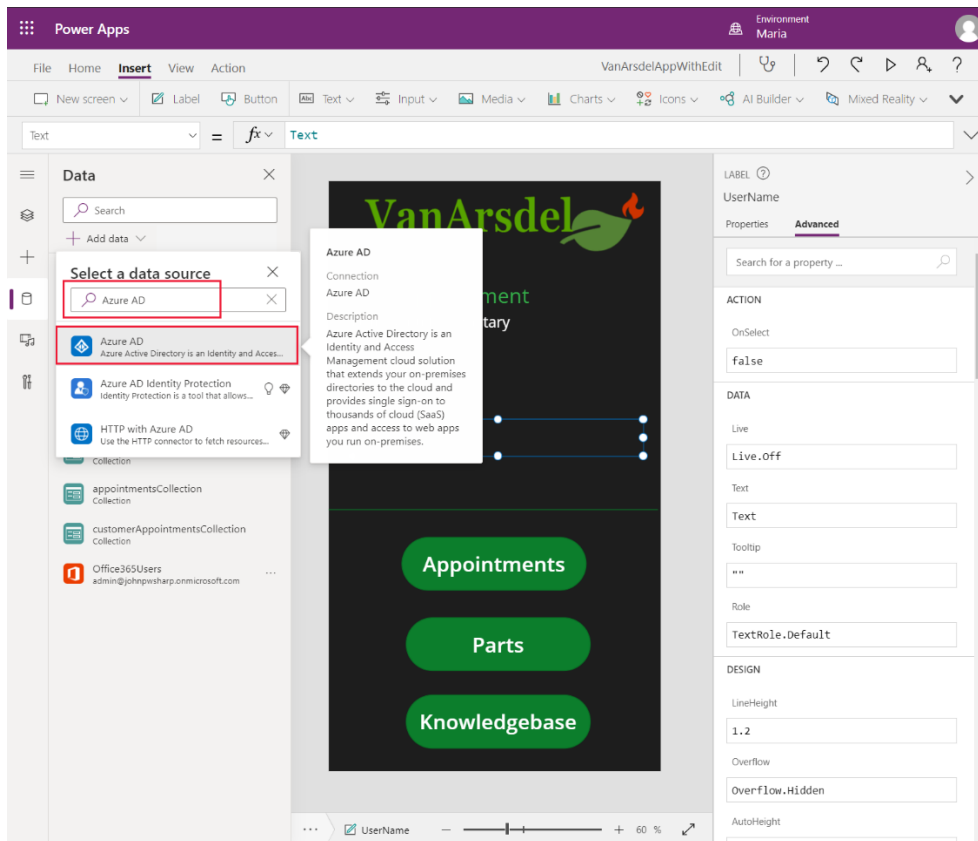 Power Apps
Environment
Maria
File Home Insert View Action
VanArsdelAppWithEdit
New screen Label Button Abc Text Input Media Charts Icons AI Builder Mixed Reality
Text = fx Text
Data
Search
Add data
Select a data source
Azure AD
Azure AD
Azure Active Directory is an Identity and Acces...
Azure AD Identity Protection
Identity Protection is a tool that allows...
HTTP with Azure AD
Use the HTTP connector to fetch resources...
Collection
appointmentsCollection
Collection
customerAppointmentsCollection
Collection
Office365Users
admin@johnpwsharp.onmicrosoft.com
...
Azure AD
Connection
Azure AD
Description
Azure Active Directory is an
Identity and Access
Management cloud solution
that extends your on-premises
directories to the cloud and
provides single sign-on to
thousands of cloud (SaaS)
apps and access to web apps
you run on-premises.
VanArsdel
ment
tary
Appointments
Parts
Knowledgebase
... UserName — + 60 %
LABEL ?
UserName
Properties Advanced
Search for a property ...
ACTION
OnSelect
false
DATA
Live
Live.Off
Text
Text
Tooltip
""
Role
TextRole.Default
DESIGN
LineHeight
1.2
Overflow
Overflow.Hidden
AutoHeight